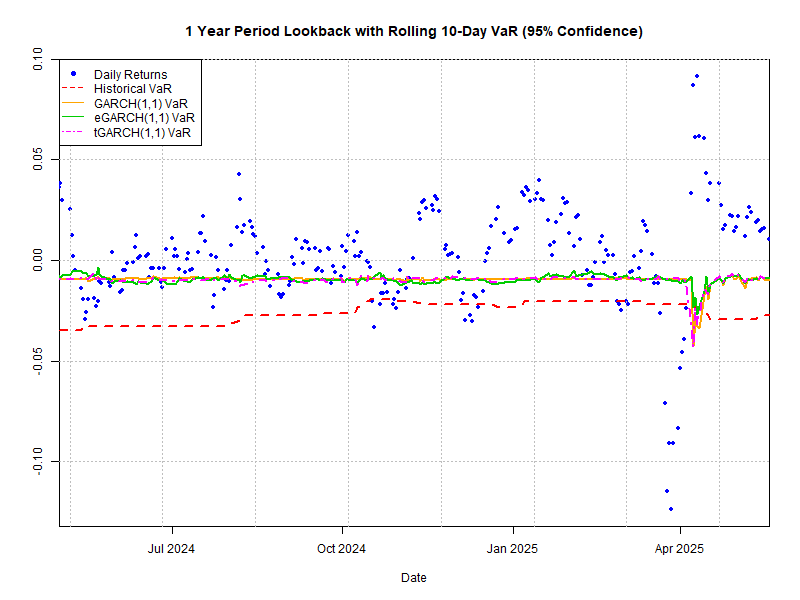 1 Year Period Lookback with Rolling 10-Day VaR (95% Confidence)
0.10
0.05
0.00
-0.05
-0.10
Daily Returns
Historical VaR
GARCH(1,1) VaR
eGARCH(1,1) VaR
tGARCH(1,1) VaR
Jul 2024
Oct 2024
Jan 2025
Apr 2025
Date